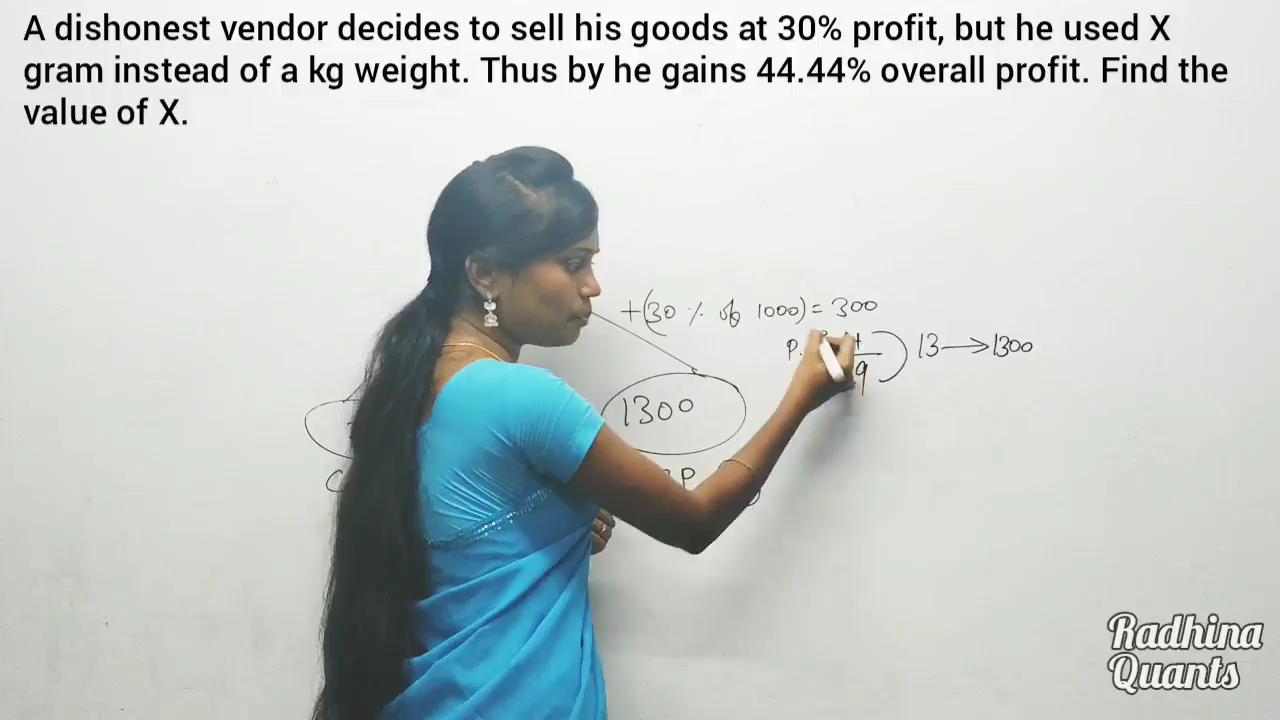 A dishonest vendor decides to sell his goods at 30% profit, but he used X
gram instead of a kg weight. Thus by he gains 44.44% overall profit. Find the
value of X.
+(30 % of 1000) = 300
9 ) 13 → 1300
1300
Radhina
Quants